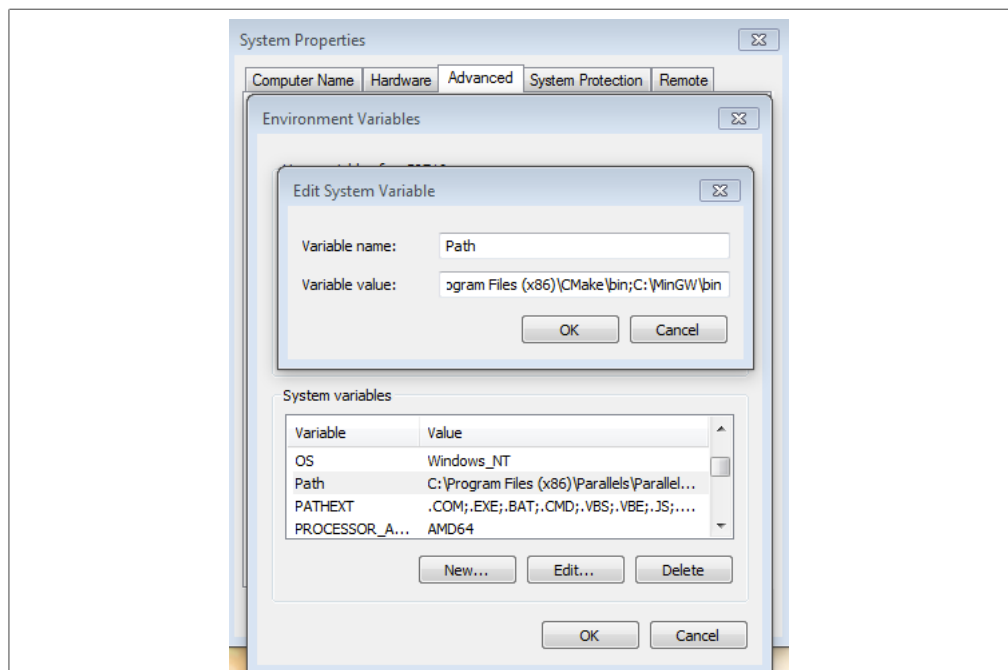 System Properties
Computer Name Hardware Advanced System Protection Remote
Environment Variables
Edit System Variable
Variable name: Path
Variable value: ogram Files (x86)\CMake\bin;C:\MinGW\bin
OK Cancel
System variables
Variable Value
OS Windows_NT
Path C:\Program Files (x86)\Parallels\Parallel...
PATHEXT .COM;.EXE;.BAT;.CMD;.VBS;.VBE;.JS;....
PROCESSOR_A... AMD64
New... Edit... Delete
OK Cancel